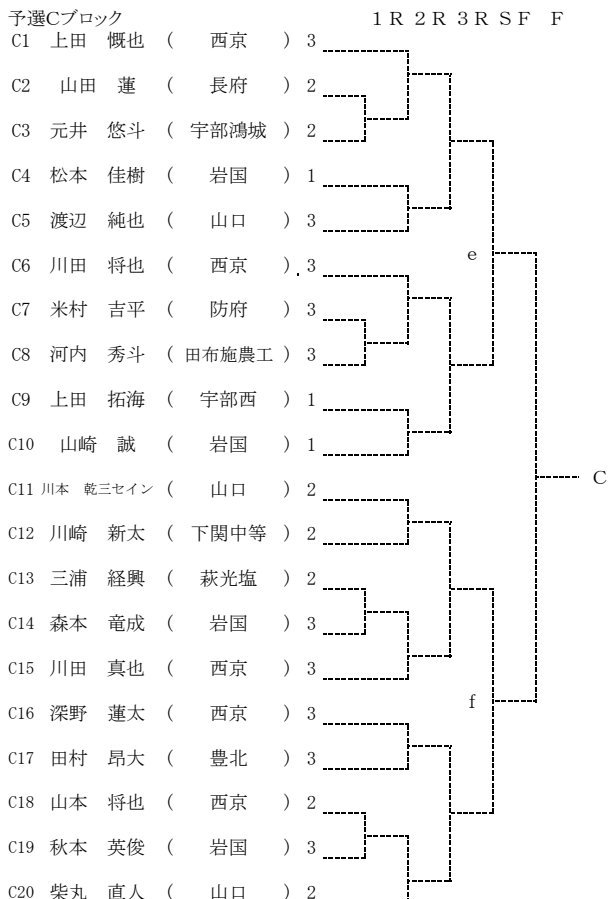 予選Cブロック 1R 2R 3R SF F
C1 上田 慨也 ( 西京 ) 3
C2 山田 蓮 ( 長府 ) 2
C3 元井 悠斗 ( 宇部鴻城 ) 2
C4 松本 佳樹 ( 岩国 ) 1
C5 渡辺 純也 ( 山口 ) 3
e
C6 川田 将也 ( 西京 ) 3
C7 米村 吉平 ( 防府 ) 3
C8 河内 秀斗 ( 田布施農工 ) 3
C9 上田 拓海 ( 宇部西 ) 1
C10 山崎 誠 ( 岩国 ) 1
C
C11 川本 乾三セイン ( 山口 ) 2
C12 川崎 新太 ( 下関中等 ) 2
C13 三浦 経興 ( 萩光塩 ) 2
C14 森本 竜成 ( 岩国 ) 3
C15 川田 真也 ( 西京 ) 3
f
C16 深野 蓮太 ( 西京 ) 3
C17 田村 昂大 ( 豊北 ) 3
C18 山本 将也 ( 西京 ) 2
C19 秋本 英俊 ( 岩国 ) 3
C20 柴丸 直人 ( 山口 ) 2